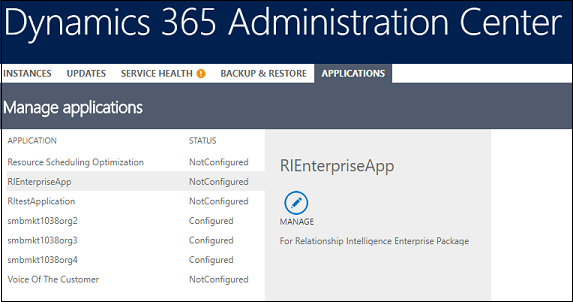 Dynamics 365 Administration Center
INSTANCES UPDATES SERVICE HEALTH ! BACKUP & RESTORE APPLICATIONS
Manage applications
APPLICATION STATUS
Resource Scheduling Optimization NotConfigured
RIEnterpriseApp NotConfigured
RItestApplication NotConfigured
smbmkt1038org2 Configured
smbmkt1038org3 Configured
smbmkt1038org4 Configured
Voice Of The Customer NotConfigured
RIEnterpriseApp
MANAGE
For Relationship Intelligence Enterprise Package